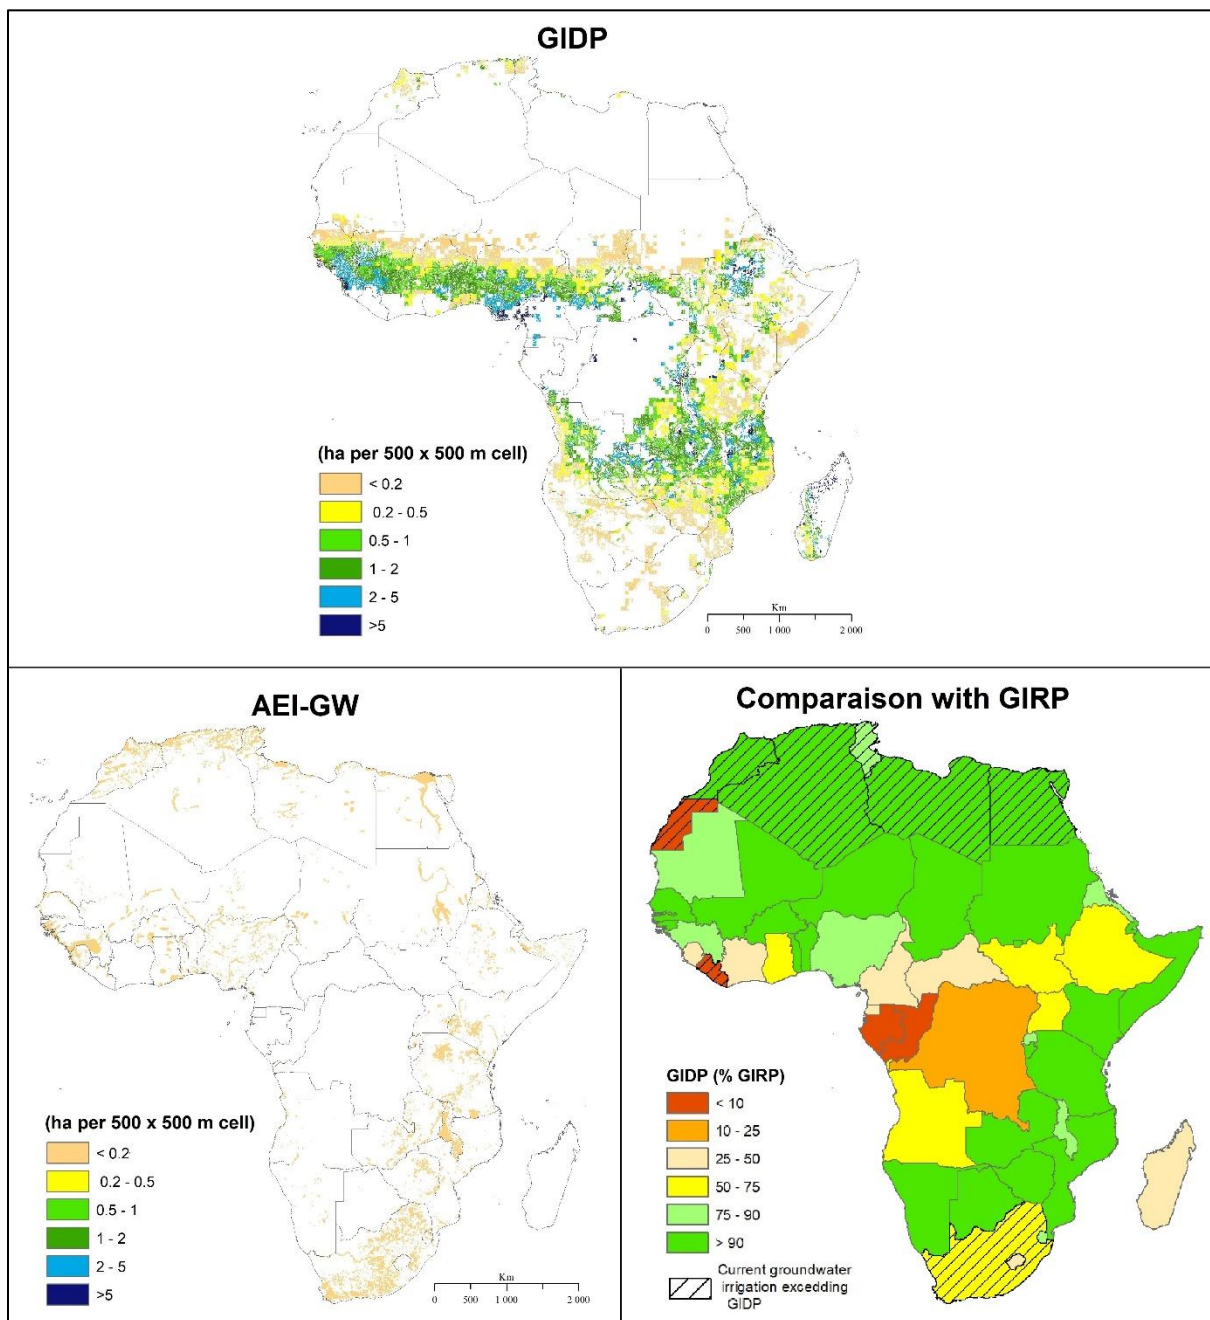 GIDP
(ha per 500 x 500 m cell)
< 0.2
0.2 - 0.5
0.5 - 1
1 - 2
2 - 5
>5
Km
0 500 1 000 2 000
AEI-GW
(ha per 500 x 500 m cell)
< 0.2
0.2 - 0.5
0.5 - 1
1 - 2
2 - 5
>5
Km
0 500 1 000 2 000
Comparaison with GIRP
GIDP (% GIRP)
< 10
10 - 25
25 - 50
50 - 75
75 - 90
> 90
Current groundwater
irrigation excedding
GIDP